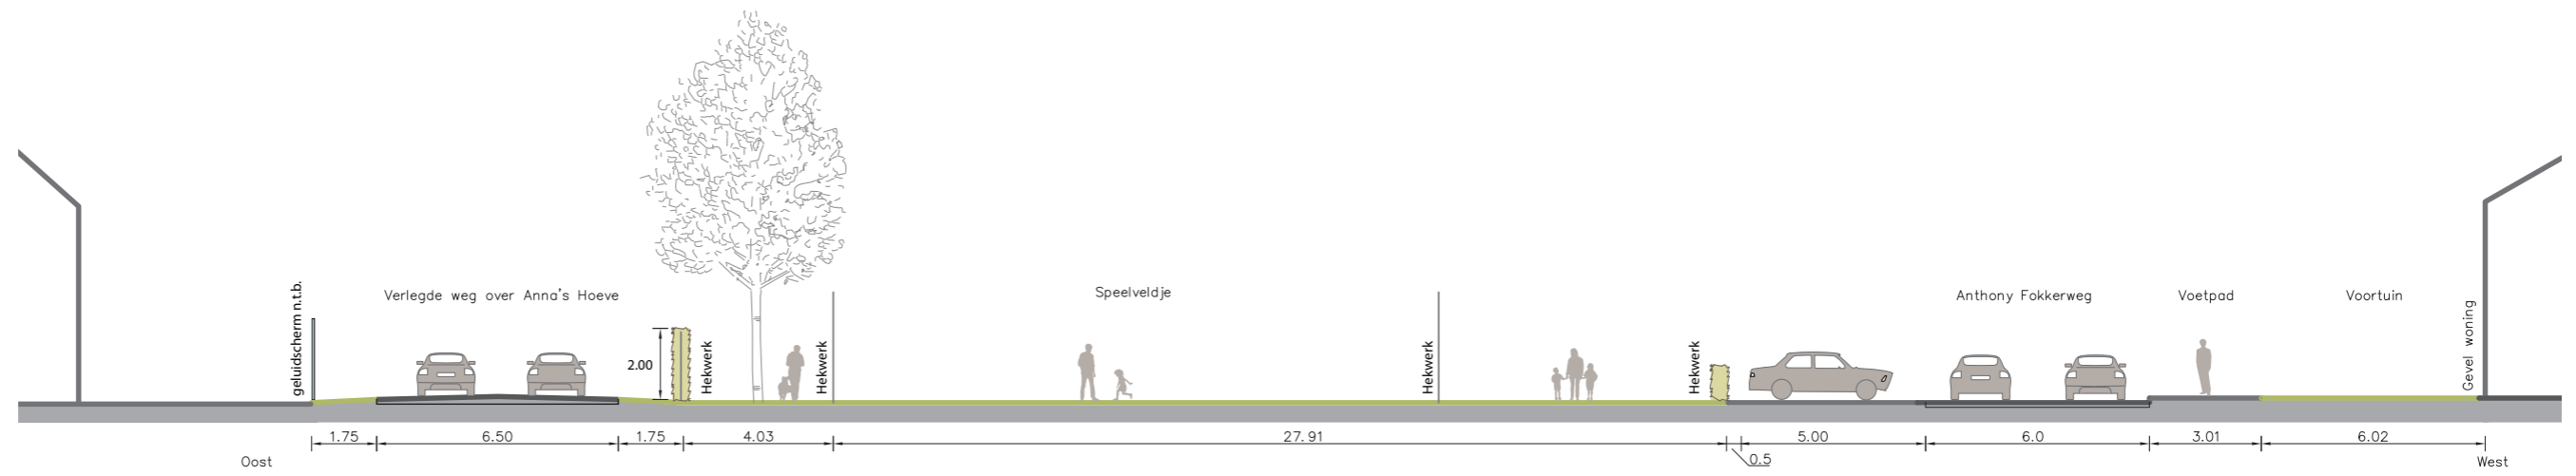 geluidscherm n.t.b.
Verlegde weg over Anna's Hoeve
2.00
Hekwerk
Hekwerk
Speelveldje
Hekwerk
Hekwerk
Anthony Fokkerweg
Voetpad
Voortuin
Gevel woning
1.75
6.50
1.75
4.03
27.91
0.5
5.00
6.0
3.01
6.02
Oost
West